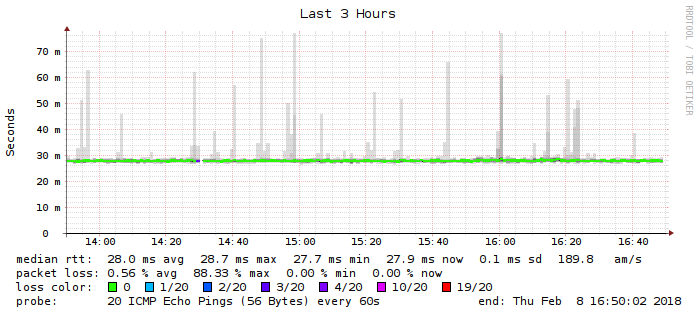 Last 3 Hours
RRDTOOL / TOBI OETIKER
Seconds
70 m
60 m
50 m
40 m
30 m
20 m
10 m
0
14:00 14:20 14:40 15:00 15:20 15:40 16:00 16:20 16:40
median rtt: 28.0 ms avg 28.7 ms max 27.7 ms min 27.9 ms now 0.1 ms sd 189.8 am/s
packet loss: 0.56 % avg 88.33 % max 0.00 % min 0.00 % now
loss color: 0 1/20 2/20 3/20 4/20 10/20 19/20
probe: 20 ICMP Echo Pings (56 Bytes) every 60s end: Thu Feb 8 16:50:02 2018